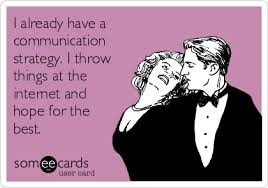 I already have a
communication
strategy. I throw
things at the
internet and
hope for the
best.
someecards
user card